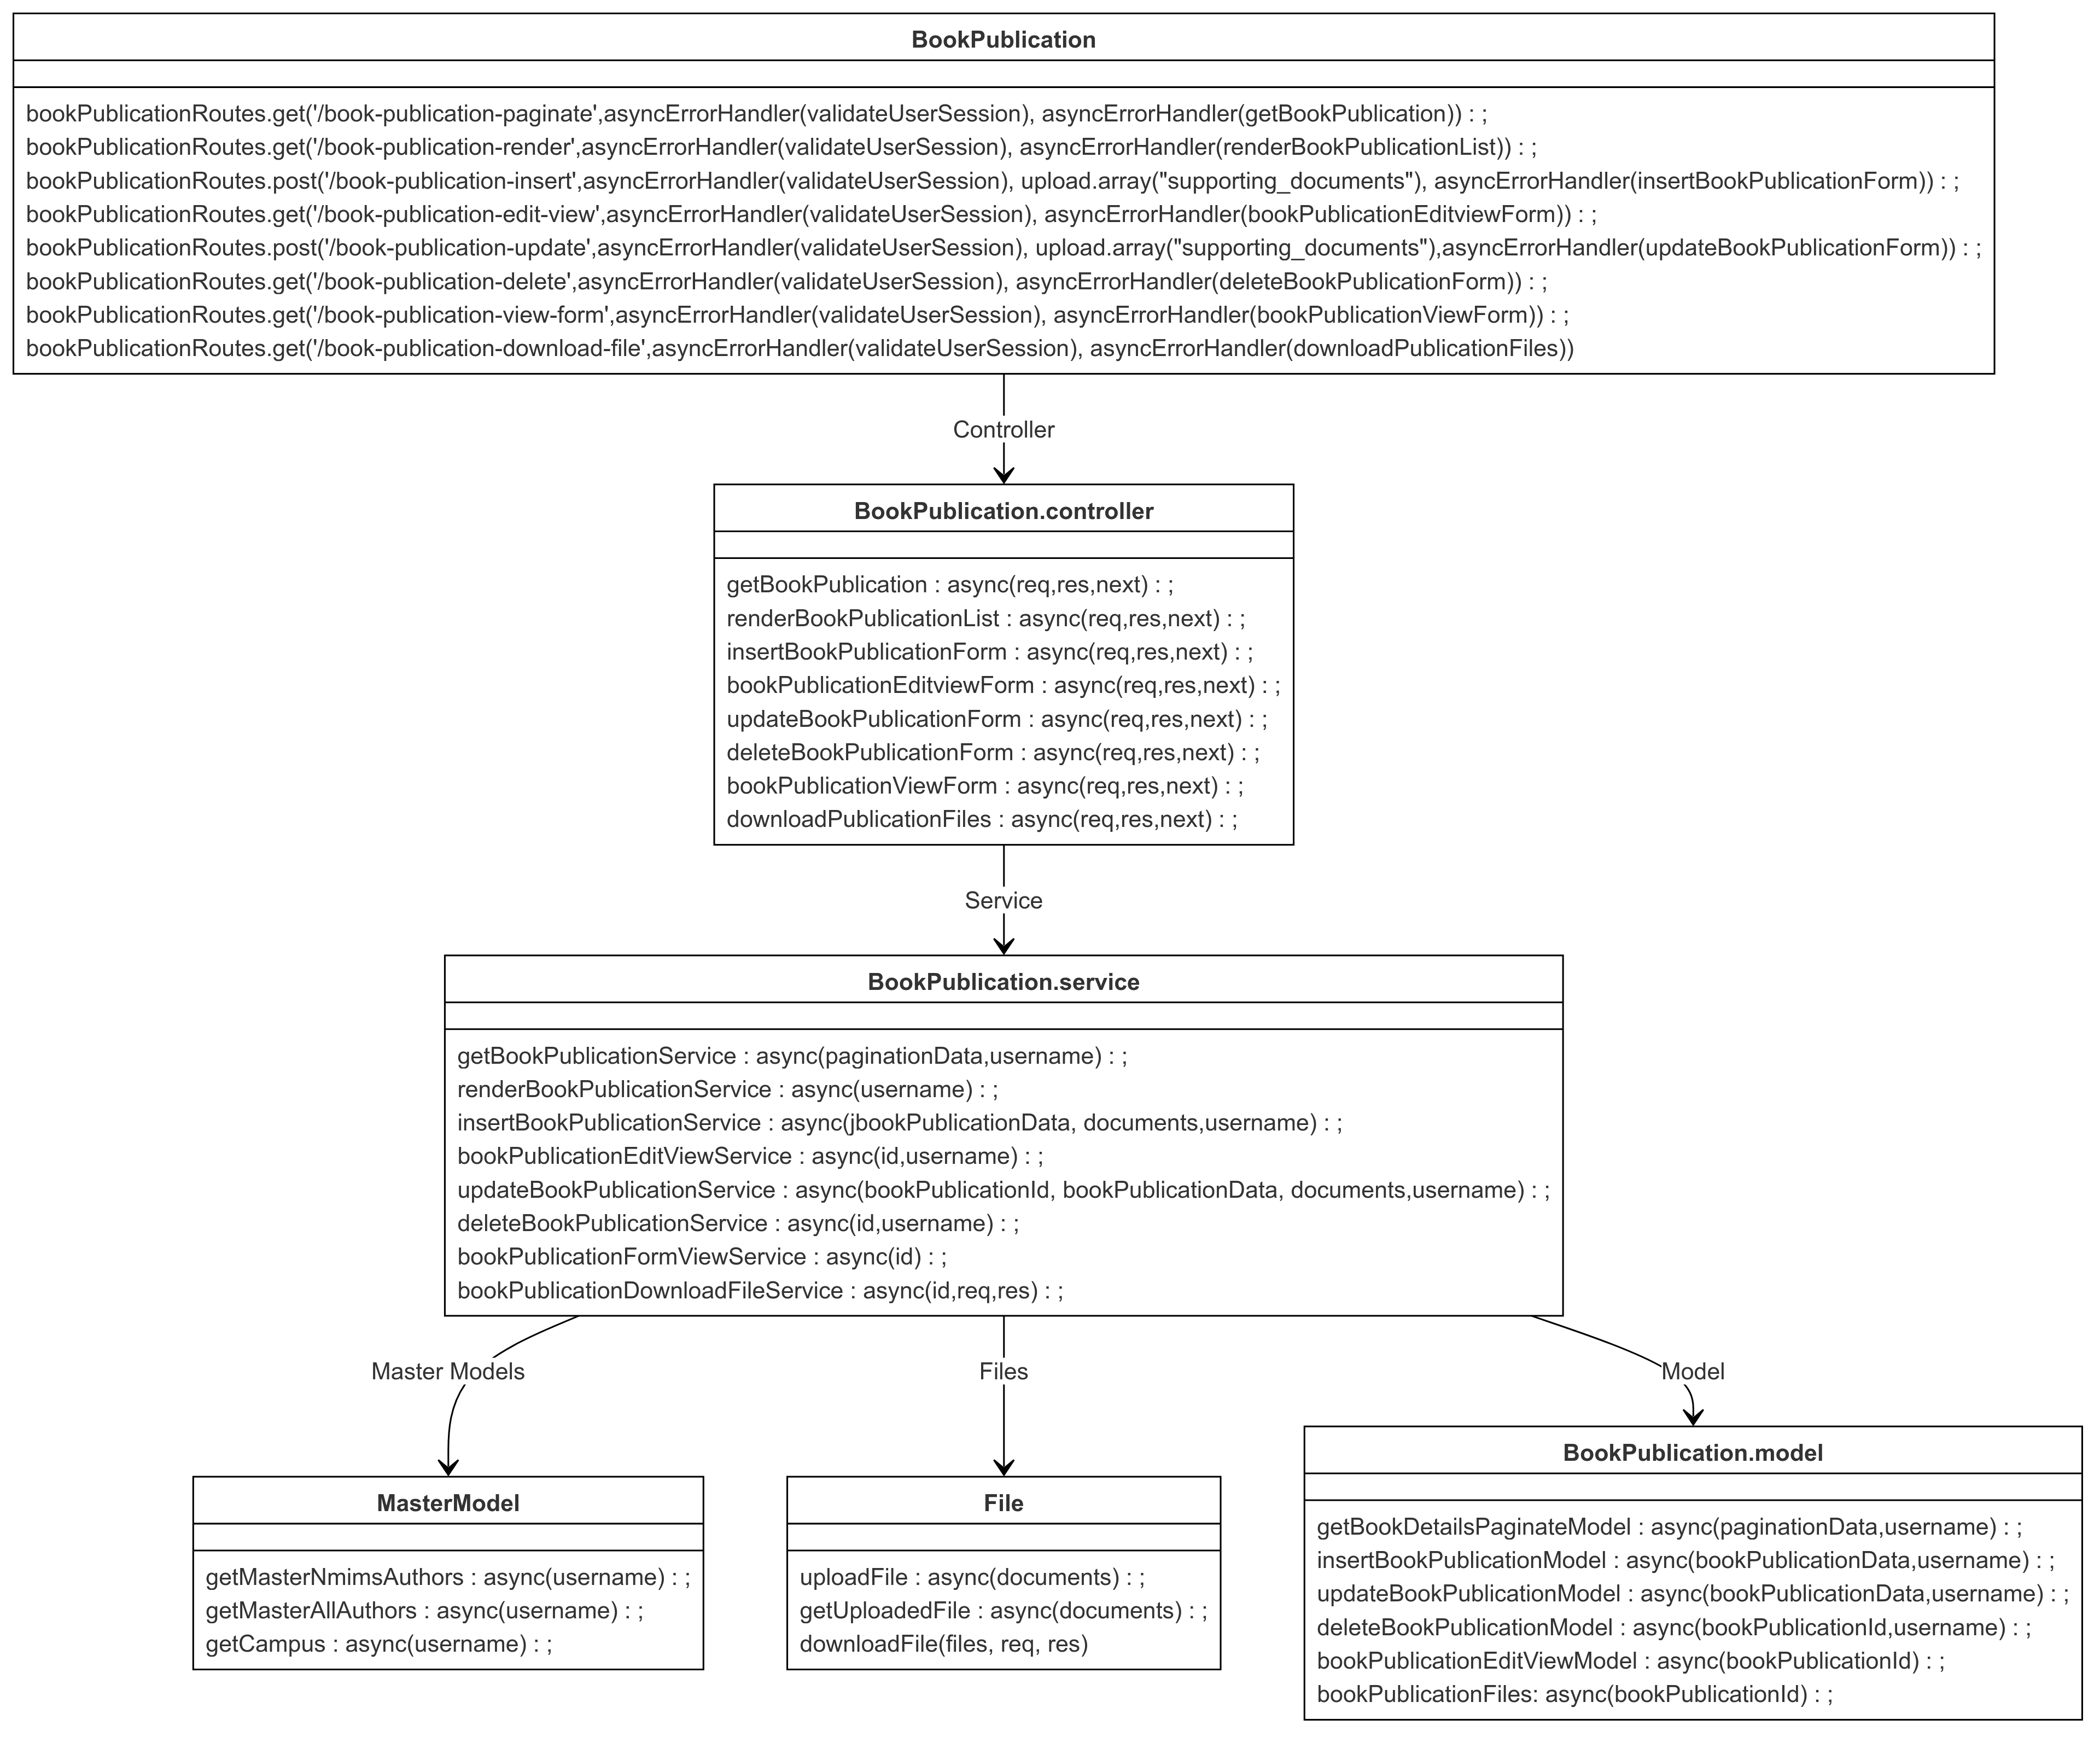 BookPublication
bookPublicationRoutes.get('/book-publication-paginate',asyncErrorHandler(validateUserSession), asyncErrorHandler(getBookPublication)) : ;
bookPublicationRoutes.get('/book-publication-render',asyncErrorHandler(validateUserSession), asyncErrorHandler(renderBookPublicationList)) : ;
bookPublicationRoutes.post('/book-publication-insert',asyncErrorHandler(validateUserSession), upload.array("supporting_documents"), asyncErrorHandler(insertBookPublicationForm)) : ;
bookPublicationRoutes.get('/book-publication-edit-view',asyncErrorHandler(validateUserSession), asyncErrorHandler(bookPublicationEditviewForm)) : ;
bookPublicationRoutes.post('/book-publication-update',asyncErrorHandler(validateUserSession), upload.array("supporting_documents"),asyncErrorHandler(updateBookPublicationForm)) : ;
bookPublicationRoutes.get('/book-publication-delete',asyncErrorHandler(validateUserSession), asyncErrorHandler(deleteBookPublicationForm)) : ;
bookPublicationRoutes.get('/book-publication-view-form',asyncErrorHandler(validateUserSession), asyncErrorHandler(bookPublicationViewForm)) : ;
bookPublicationRoutes.get('/book-publication-download-file',asyncErrorHandler(validateUserSession), asyncErrorHandler(downloadPublicationFiles))
Controller
BookPublication.controller
getBookPublication : async(req,res,next) : ;
renderBookPublicationList : async(req,res,next) : ;
insertBookPublicationForm : async(req,res,next) : ;
bookPublicationEditviewForm : async(req,res,next) : ;
updateBookPublicationForm : async(req,res,next) : ;
deleteBookPublicationForm : async(req,res,next) : ;
bookPublicationViewForm : async(req,res,next) : ;
downloadPublicationFiles : async(req,res,next) : ;
Service
BookPublication.service
getBookPublicationService : async(paginationData,username) : ;
renderBookPublicationService : async(username) : ;
insertBookPublicationService : async(jbookPublicationData, documents,username) : ;
bookPublicationEditViewService : async(id,username) : ;
updateBookPublicationService : async(bookPublicationId, bookPublicationData, documents,username) : ;
deleteBookPublicationService : async(id,username) : ;
bookPublicationFormViewService : async(id) : ;
bookPublicationDownloadFileService : async(id,req,res) : ;
Master Models
Files
Model
MasterModel
getMasterNmimsAuthors : async(username) : ;
getMasterAllAuthors : async(username) : ;
getCampus : async(username) : ;
File
uploadFile : async(documents) : ;
getUploadedFile : async(documents) : ;
downloadFile(files, req, res)
BookPublication.model
getBookDetailsPaginateModel : async(paginationData,username) : ;
insertBookPublicationModel : async(bookPublicationData,username) : ;
updateBookPublicationModel : async(bookPublicationData,username) : ;
deleteBookPublicationModel : async(bookPublicationId,username) : ;
bookPublicationEditViewModel : async(bookPublicationId) : ;
bookPublicationFiles: async(bookPublicationId) : ;